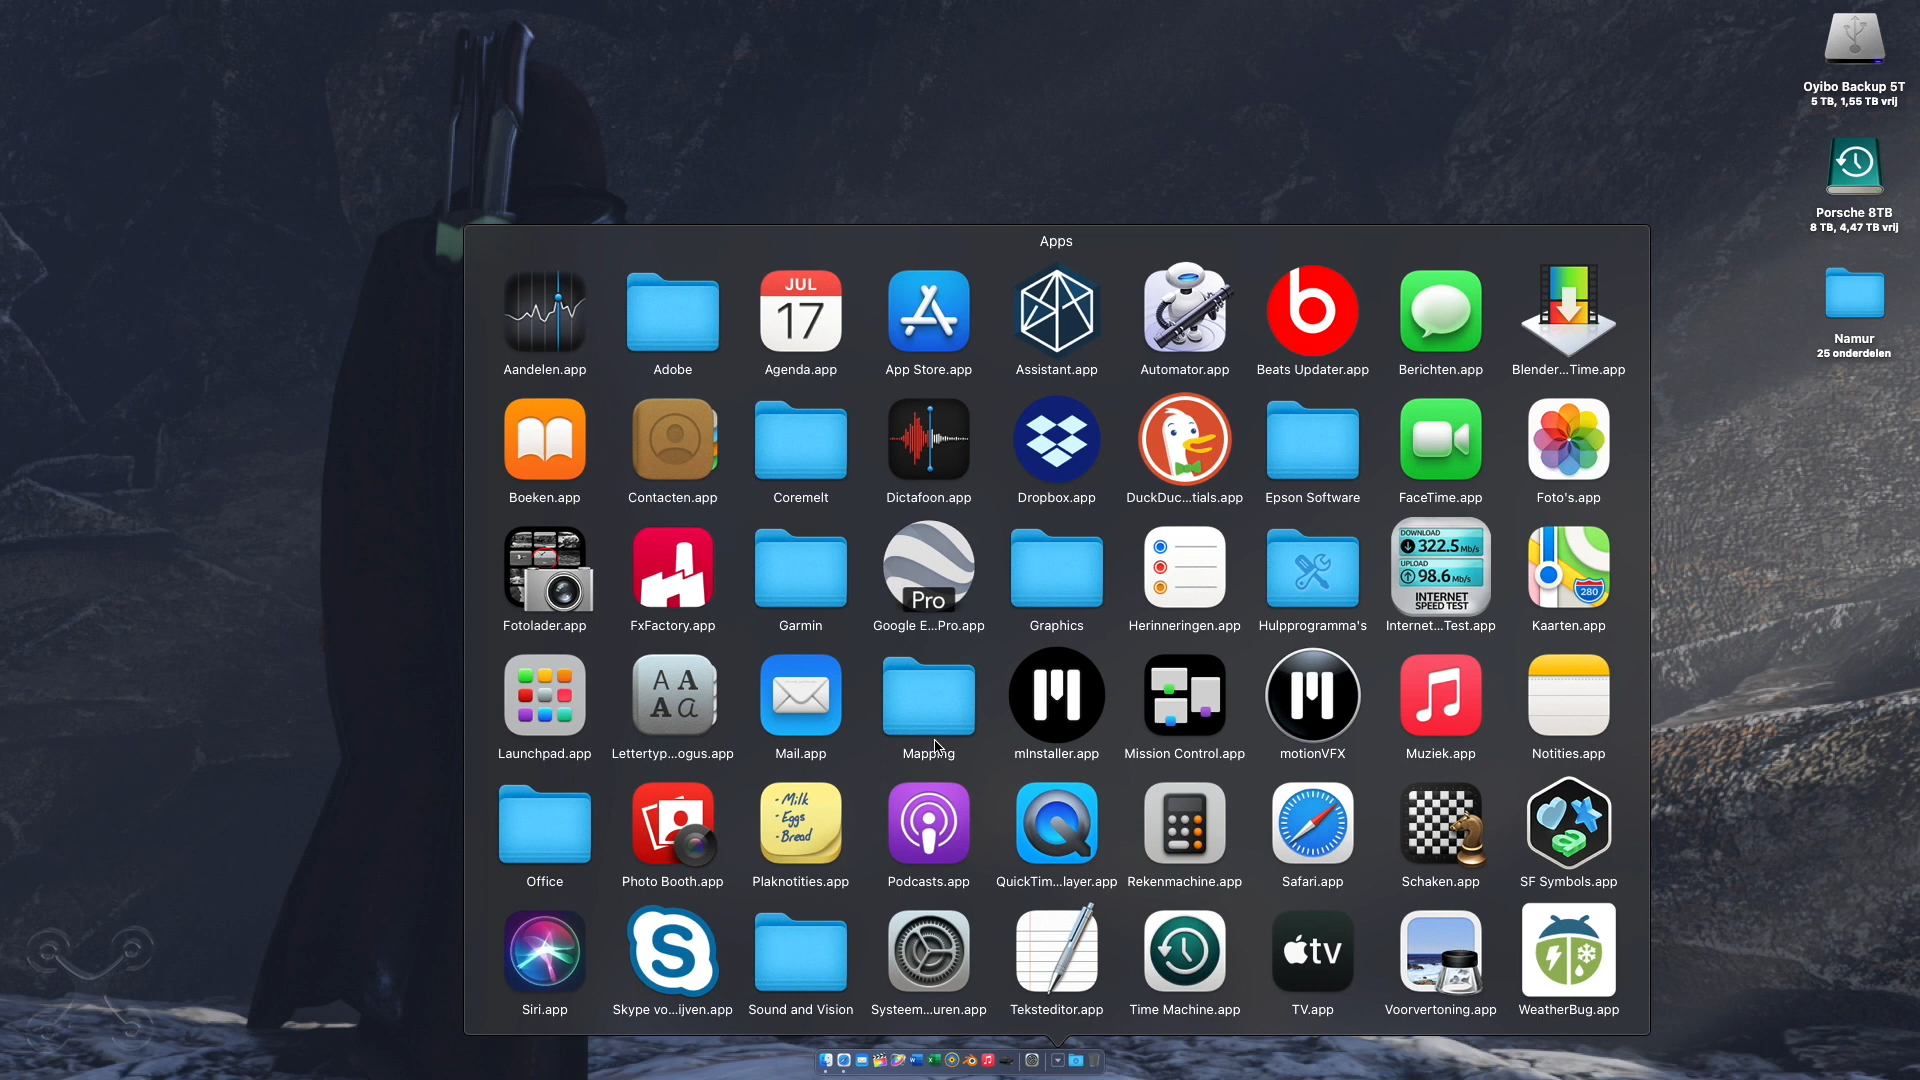 Oyibo Backup 5T
5 TB, 1,55 TB vrij
Porsche 8TB
8 TB, 4,47 TB vrij
Namur
25 onderdelen
Apps
JUL
17
Aandelen.app
Adobe
Agenda.app
App Store.app
Assistant.app
Automator.app
Beats Updater.app
Berichten.app
Blender...Time.app
Boeken.app
Contacten.app
Coremelt
Dictafoon.app
Dropbox.app
DuckDuc...tials.app
Epson Software
FaceTime.app
Foto's.app
Pro
DOWNLOAD
322.5 Mb/s
UPLOAD
98.6 Mb/s
INTERNET
SPEED TEST
280
Fotolader.app
FxFactory.app
Garmin
Google E...Pro.app
Graphics
Herinneringen.app
Hulpprogramma's
Internet...Test.app
Kaarten.app
A A
A a
Launchpad.app
Lettertyp...ogus.app
Mail.app
Mapping
mInstaller.app
Mission Control.app
motionVFX
Muziek.app
Notities.app
- Milk
- Eggs
- Bread
Office
Photo Booth.app
Plaknotities.app
Podcasts.app
QuickTim...layer.app
Rekenmachine.app
Safari.app
Schaken.app
SF Symbols.app
S
tv
Siri.app
Skype vo...ijven.app
Sound and Vision
Systeem...uren.app
Teksteditor.app
Time Machine.app
TV.app
Voorvertoning.app
WeatherBug.app